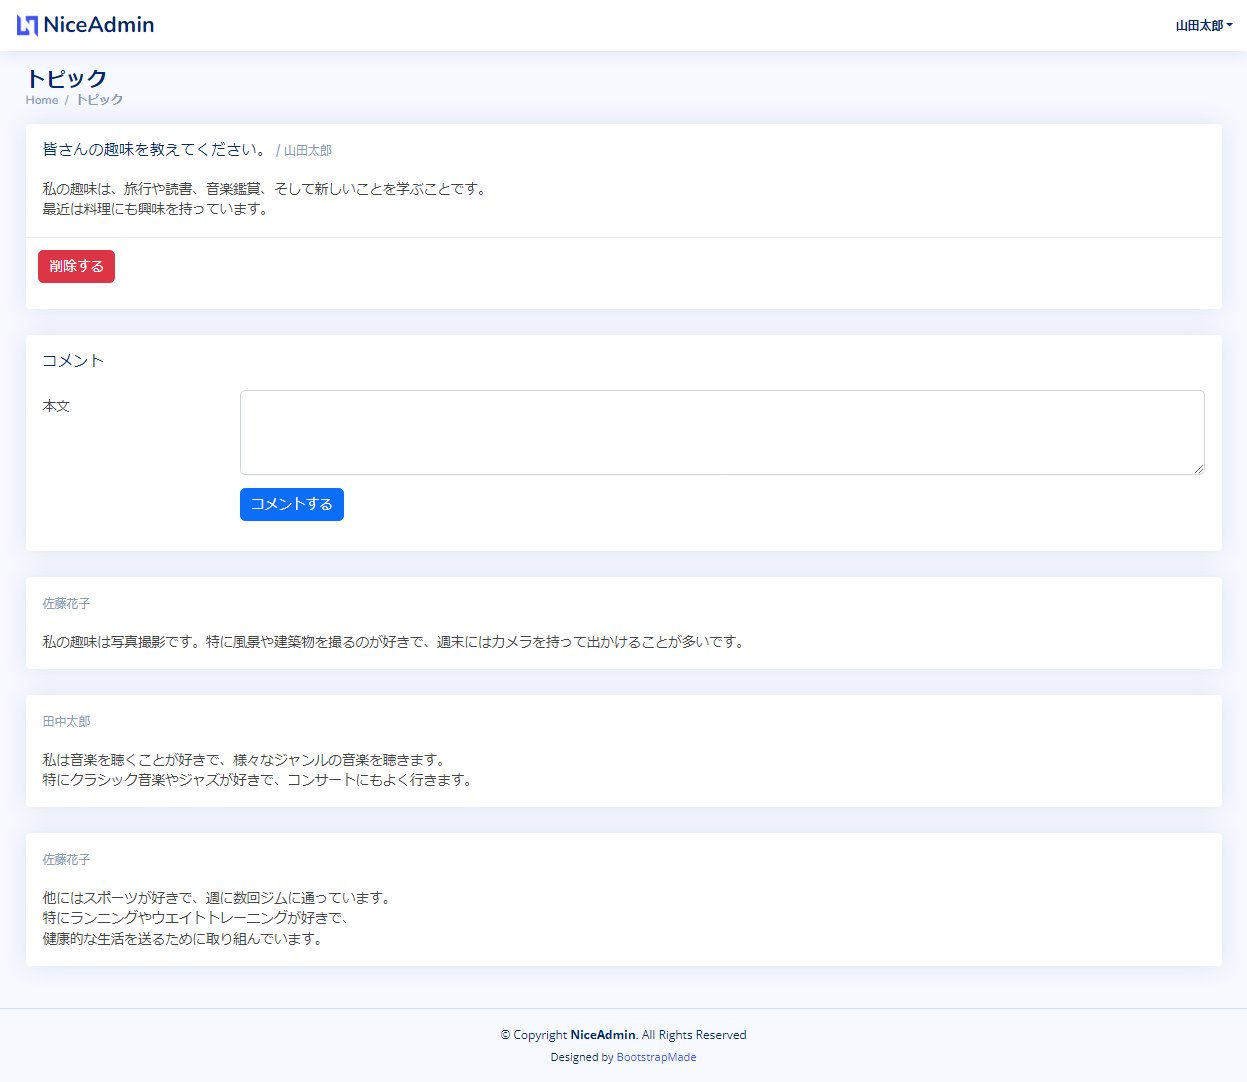 NiceAdmin
山田太郎
トピック
Home / トピック
皆さんの趣味を教えてください。 / 山田太郎
私の趣味は、旅行や読書、音楽鑑賞、そして新しいことを学ぶことです。
最近は料理にも興味を持っています。
削除する
コメント
本文
コメントする
佐藤花子
私の趣味は写真撮影です。特に風景や建築物を撮るのが好きで、週末にはカメラを持って出かけることが多いです。
田中太郎
私は音楽を聴くことが好きで、様々なジャンルの音楽を聴きます。
特にクラシック音楽やジャズが好きで、コンサートにもよく行きます。
佐藤花子
他にはスポーツが好きで、週に数回ジムに通っています。
特にランニングやウエイトトレーニングが好きで、
健康的な生活を送るために取り組んでいます。
© Copyright NiceAdmin. All Rights Reserved
Designed by BootstrapMade